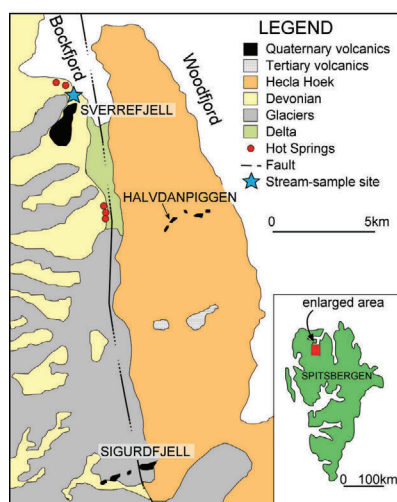 Bockfjord
Woodfjord
SVERREFJELL
HALVDANPIGGEN
SIGURDFJELL
LEGEND
Quaternary volcanics
Tertiary volcanics
Hecla Hoek
Devonian
Glaciers
Delta
Hot Springs
Fault
Stream-sample site
0 5km
enlarged area
SPITSBERGEN
0 100km